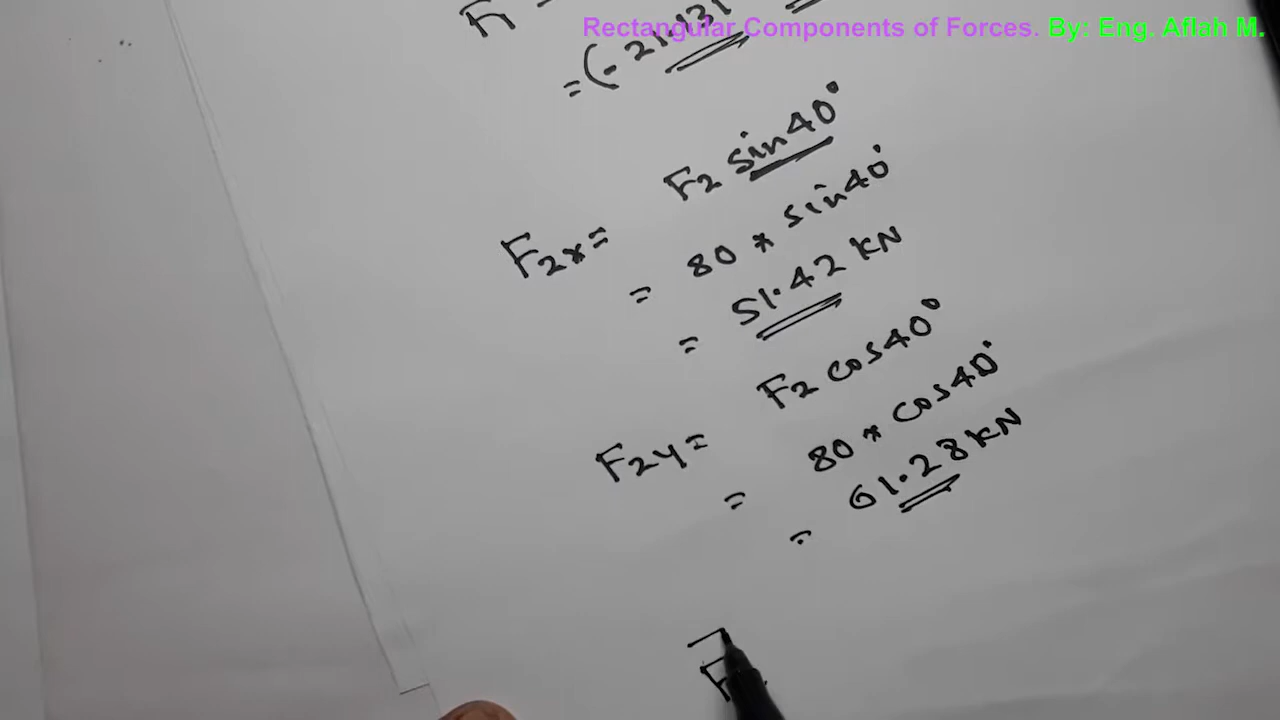 Rectangular Components of Forces. By: Eng. Aflah M.
F
= (-21.131
F2x = F2 sin40°
= 80 * sin40°
= 51.42 KN
F2y = F2 cos40°
= 80 * cos40°
= 61.28 KN
F